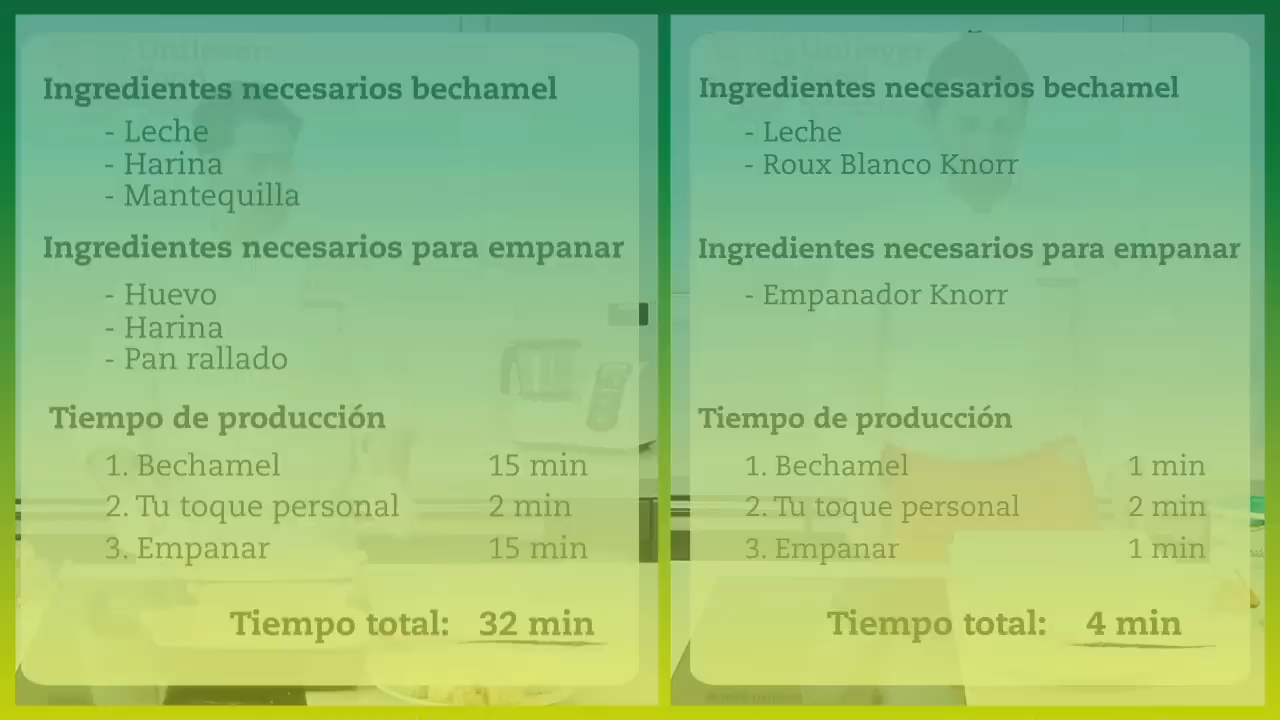 Ingredientes necesarios bechamel
- Leche
- Harina
- Mantequilla
Ingredientes necesarios para empanar
- Huevo
- Harina
- Pan rallado
Tiempo de producción
1. Bechamel 15 min
2. Tu toque personal 2 min
3. Empanar 15 min
Tiempo total: 32 min
Ingredientes necesarios bechamel
- Leche
- Roux Blanco Knorr
Ingredientes necesarios para empanar
- Empanador Knorr
Tiempo de producción
1. Bechamel 1 min
2. Tu toque personal 2 min
3. Empanar 1 min
Tiempo total: 4 min